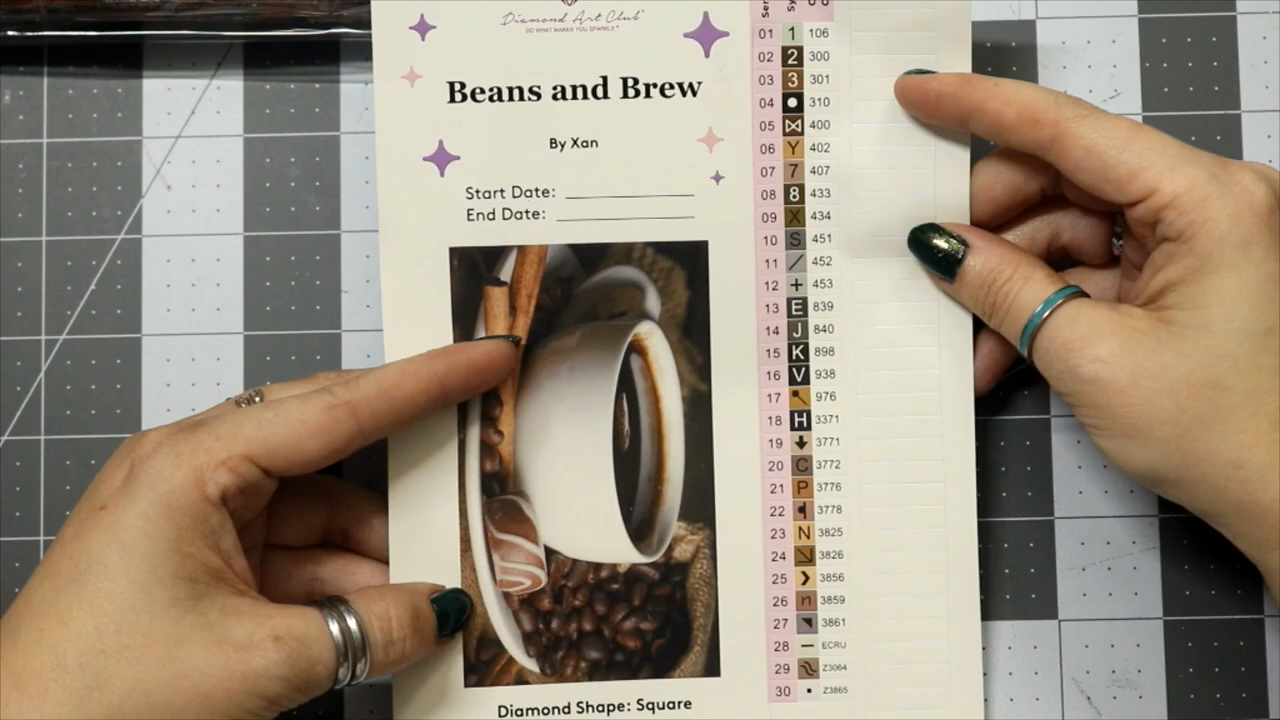 Diamond Art Club
DO WHAT MAKES YOU SPARKLE
Beans and Brew
By Xan
Start Date:
End Date:
Diamond Shape: Square
01 1 106
02 2 300
03 3 301
04 ● 310
05 ⋈ 400
06 Y 402
07 7 407
08 8 433
09 X 434
10 S 451
11 / 452
12 + 453
13 E 839
14 J 840
15 K 898
16 V 938
17 976
18 H 3371
19 3771
20 C 3772
21 P 3776
22 3778
23 N 3825
24 3826
25 3856
26 n 3859
27 3861
28 — ECRU
29 Z3064
30 ▪ Z3865